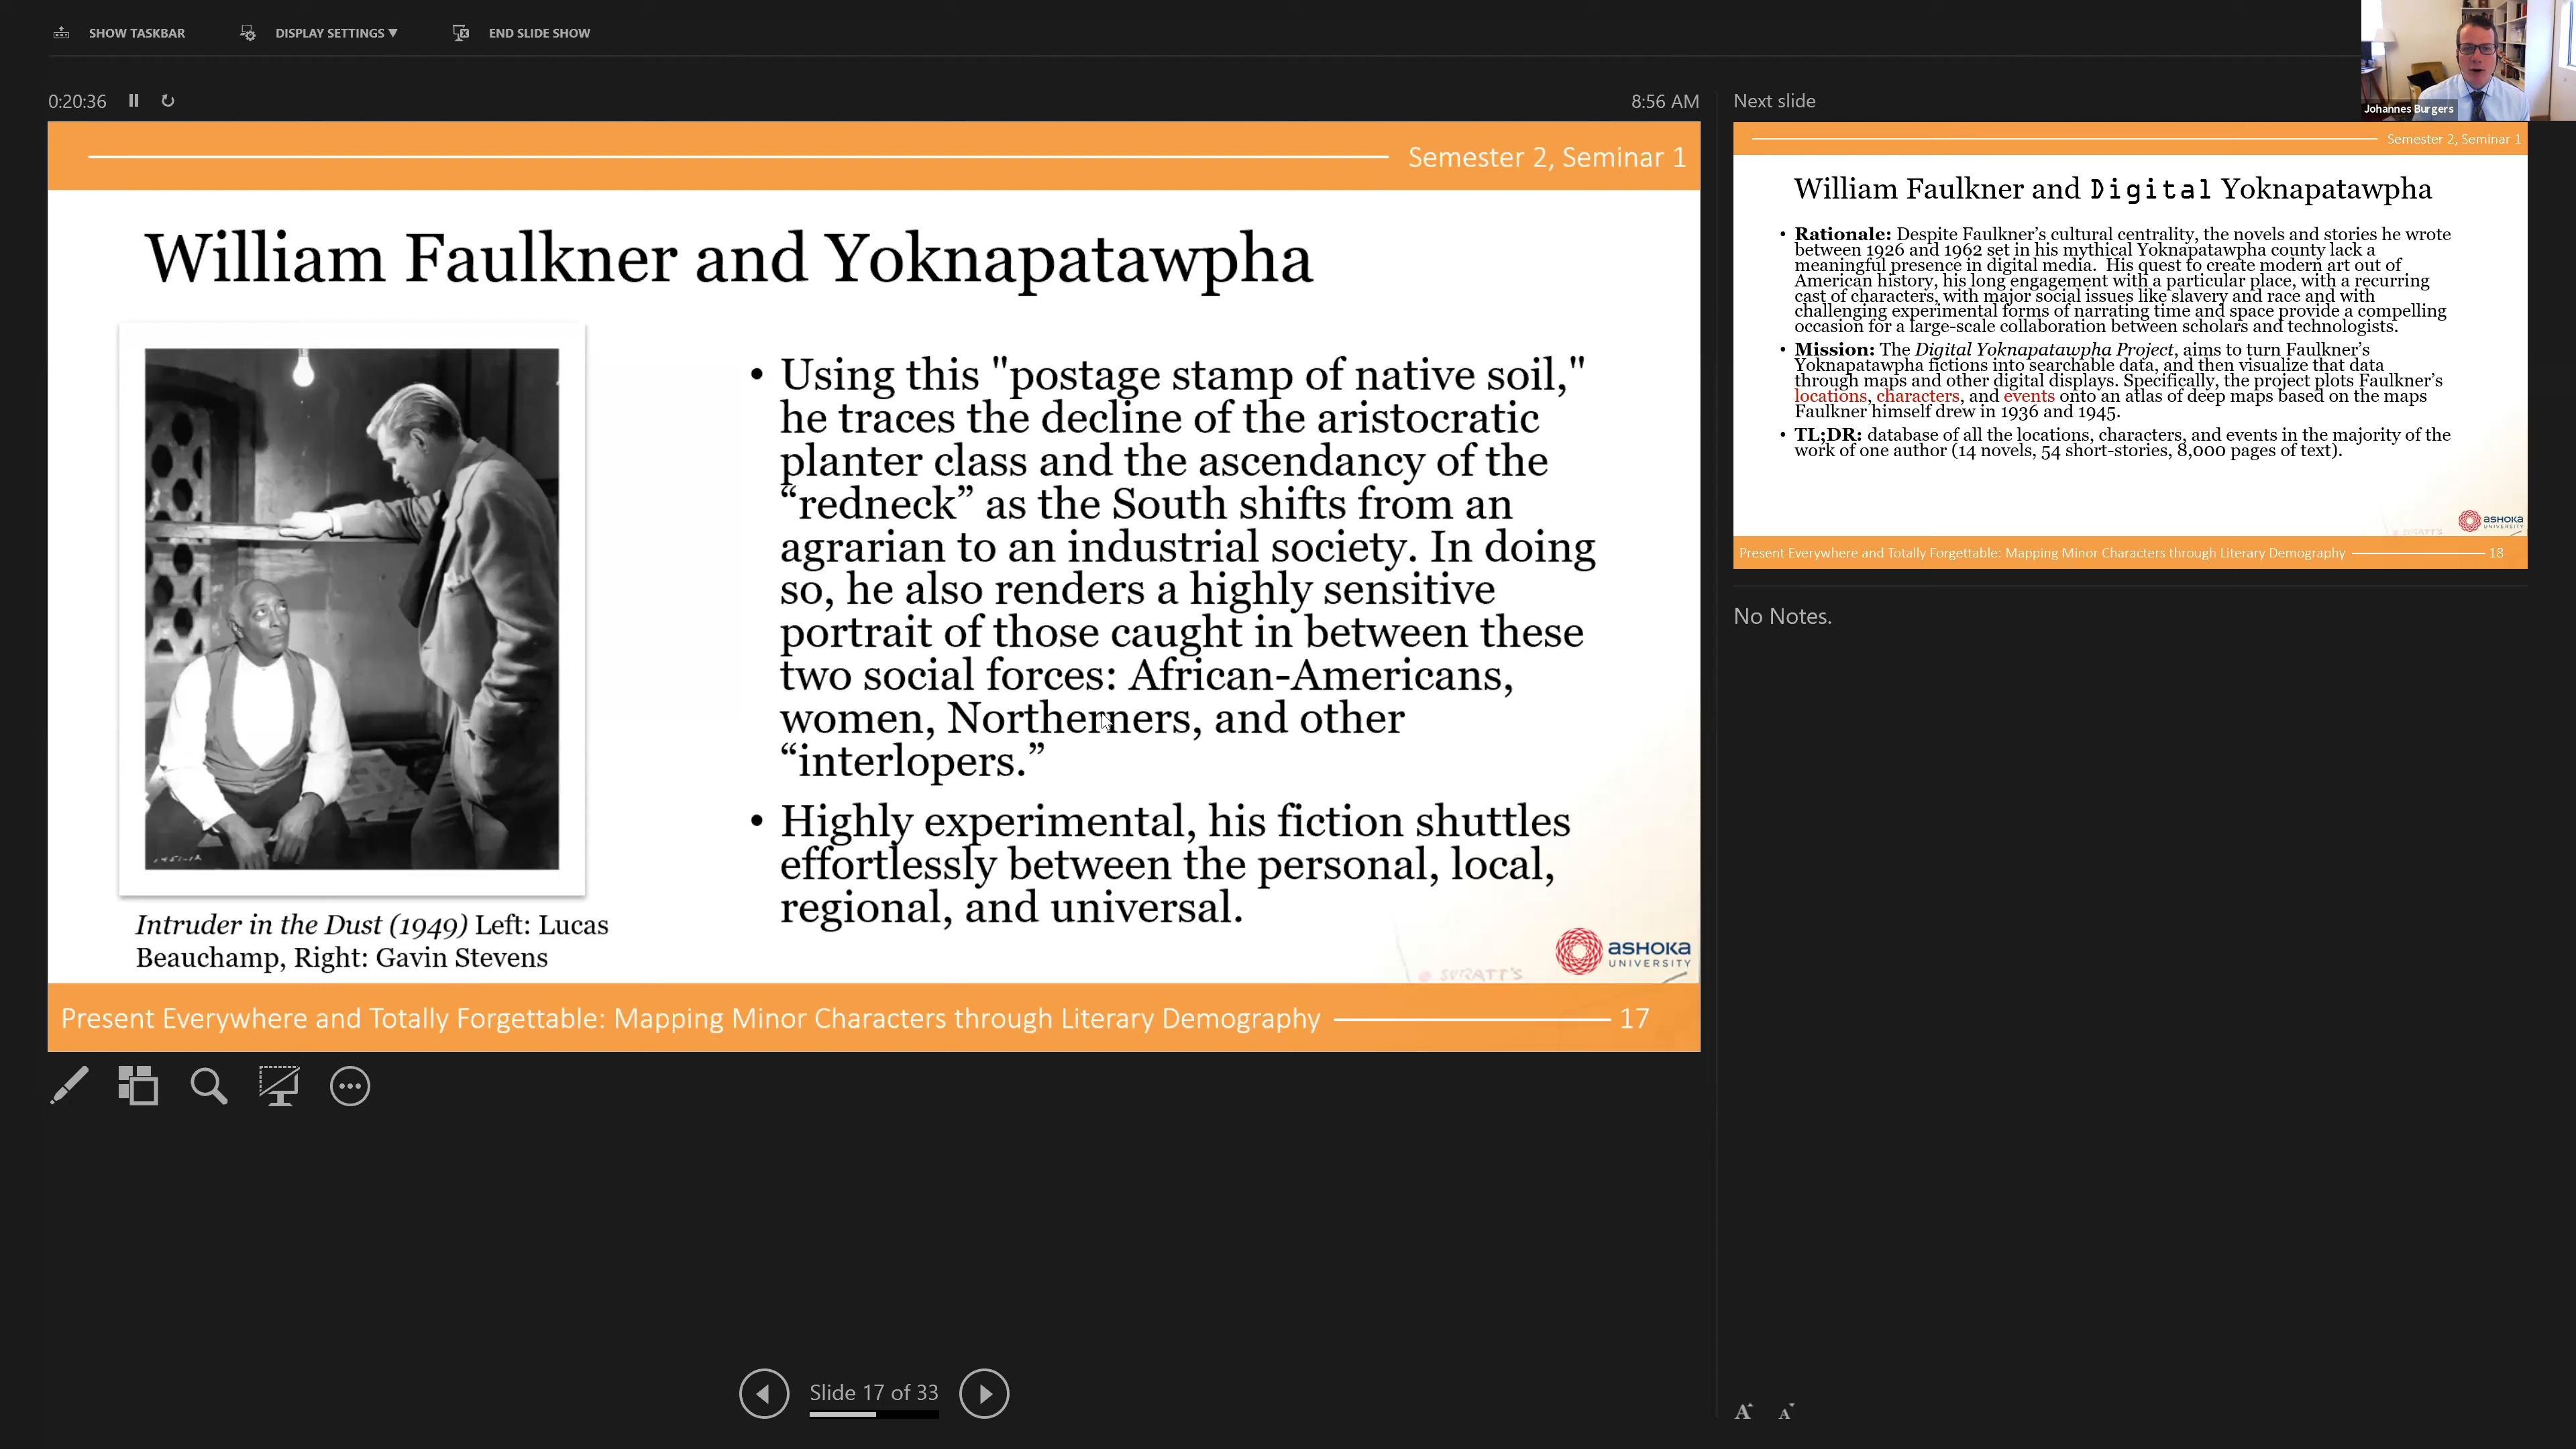 SHOW TASKBAR
DISPLAY SETTINGS ▼
END SLIDE SHOW
0:20:36
8:56 AM
Semester 2, Seminar 1
William Faulkner and Yoknapatawpha
• Using this "postage stamp of native soil,"
he traces the decline of the aristocratic
planter class and the ascendancy of the
“redneck” as the South shifts from an
agrarian to an industrial society. In doing
so, he also renders a highly sensitive
portrait of those caught in between these
two social forces: African-Americans,
women, Northerners, and other
“interlopers.”
• Highly experimental, his fiction shuttles
effortlessly between the personal, local,
regional, and universal.
Intruder in the Dust (1949) Left: Lucas
Beauchamp, Right: Gavin Stevens
SURATT'S
ASHOKA
UNIVERSITY
Present Everywhere and Totally Forgettable: Mapping Minor Characters through Literary Demography
17
Slide 17 of 33
Next slide
Johannes Burgers
Semester 2, Seminar 1
William Faulkner and Digital Yoknapatawpha
• Rationale: Despite Faulkner’s cultural centrality, the novels and stories he wrote
between 1926 and 1962 set in his mythical Yoknapatawpha county lack a
meaningful presence in digital media. His quest to create modern art out of
American history, his long engagement with a particular place, with a recurring
cast of characters, with major social issues like slavery and race and with
challenging experimental forms of narrating time and space provide a compelling
occasion for a large-scale collaboration between scholars and technologists.
• Mission: The Digital Yoknapatawpha Project, aims to turn Faulkner’s
Yoknapatawpha fictions into searchable data, and then visualize that data
through maps and other digital displays. Specifically, the project plots Faulkner’s
locations, characters, and events onto an atlas of deep maps based on the maps
Faulkner himself drew in 1936 and 1945.
• TL;DR: database of all the locations, characters, and events in the majority of the
work of one author (14 novels, 54 short-stories, 8,000 pages of text).
ASHOKA
UNIVERSITY
Present Everywhere and Totally Forgettable: Mapping Minor Characters through Literary Demography
18
No Notes.
A A